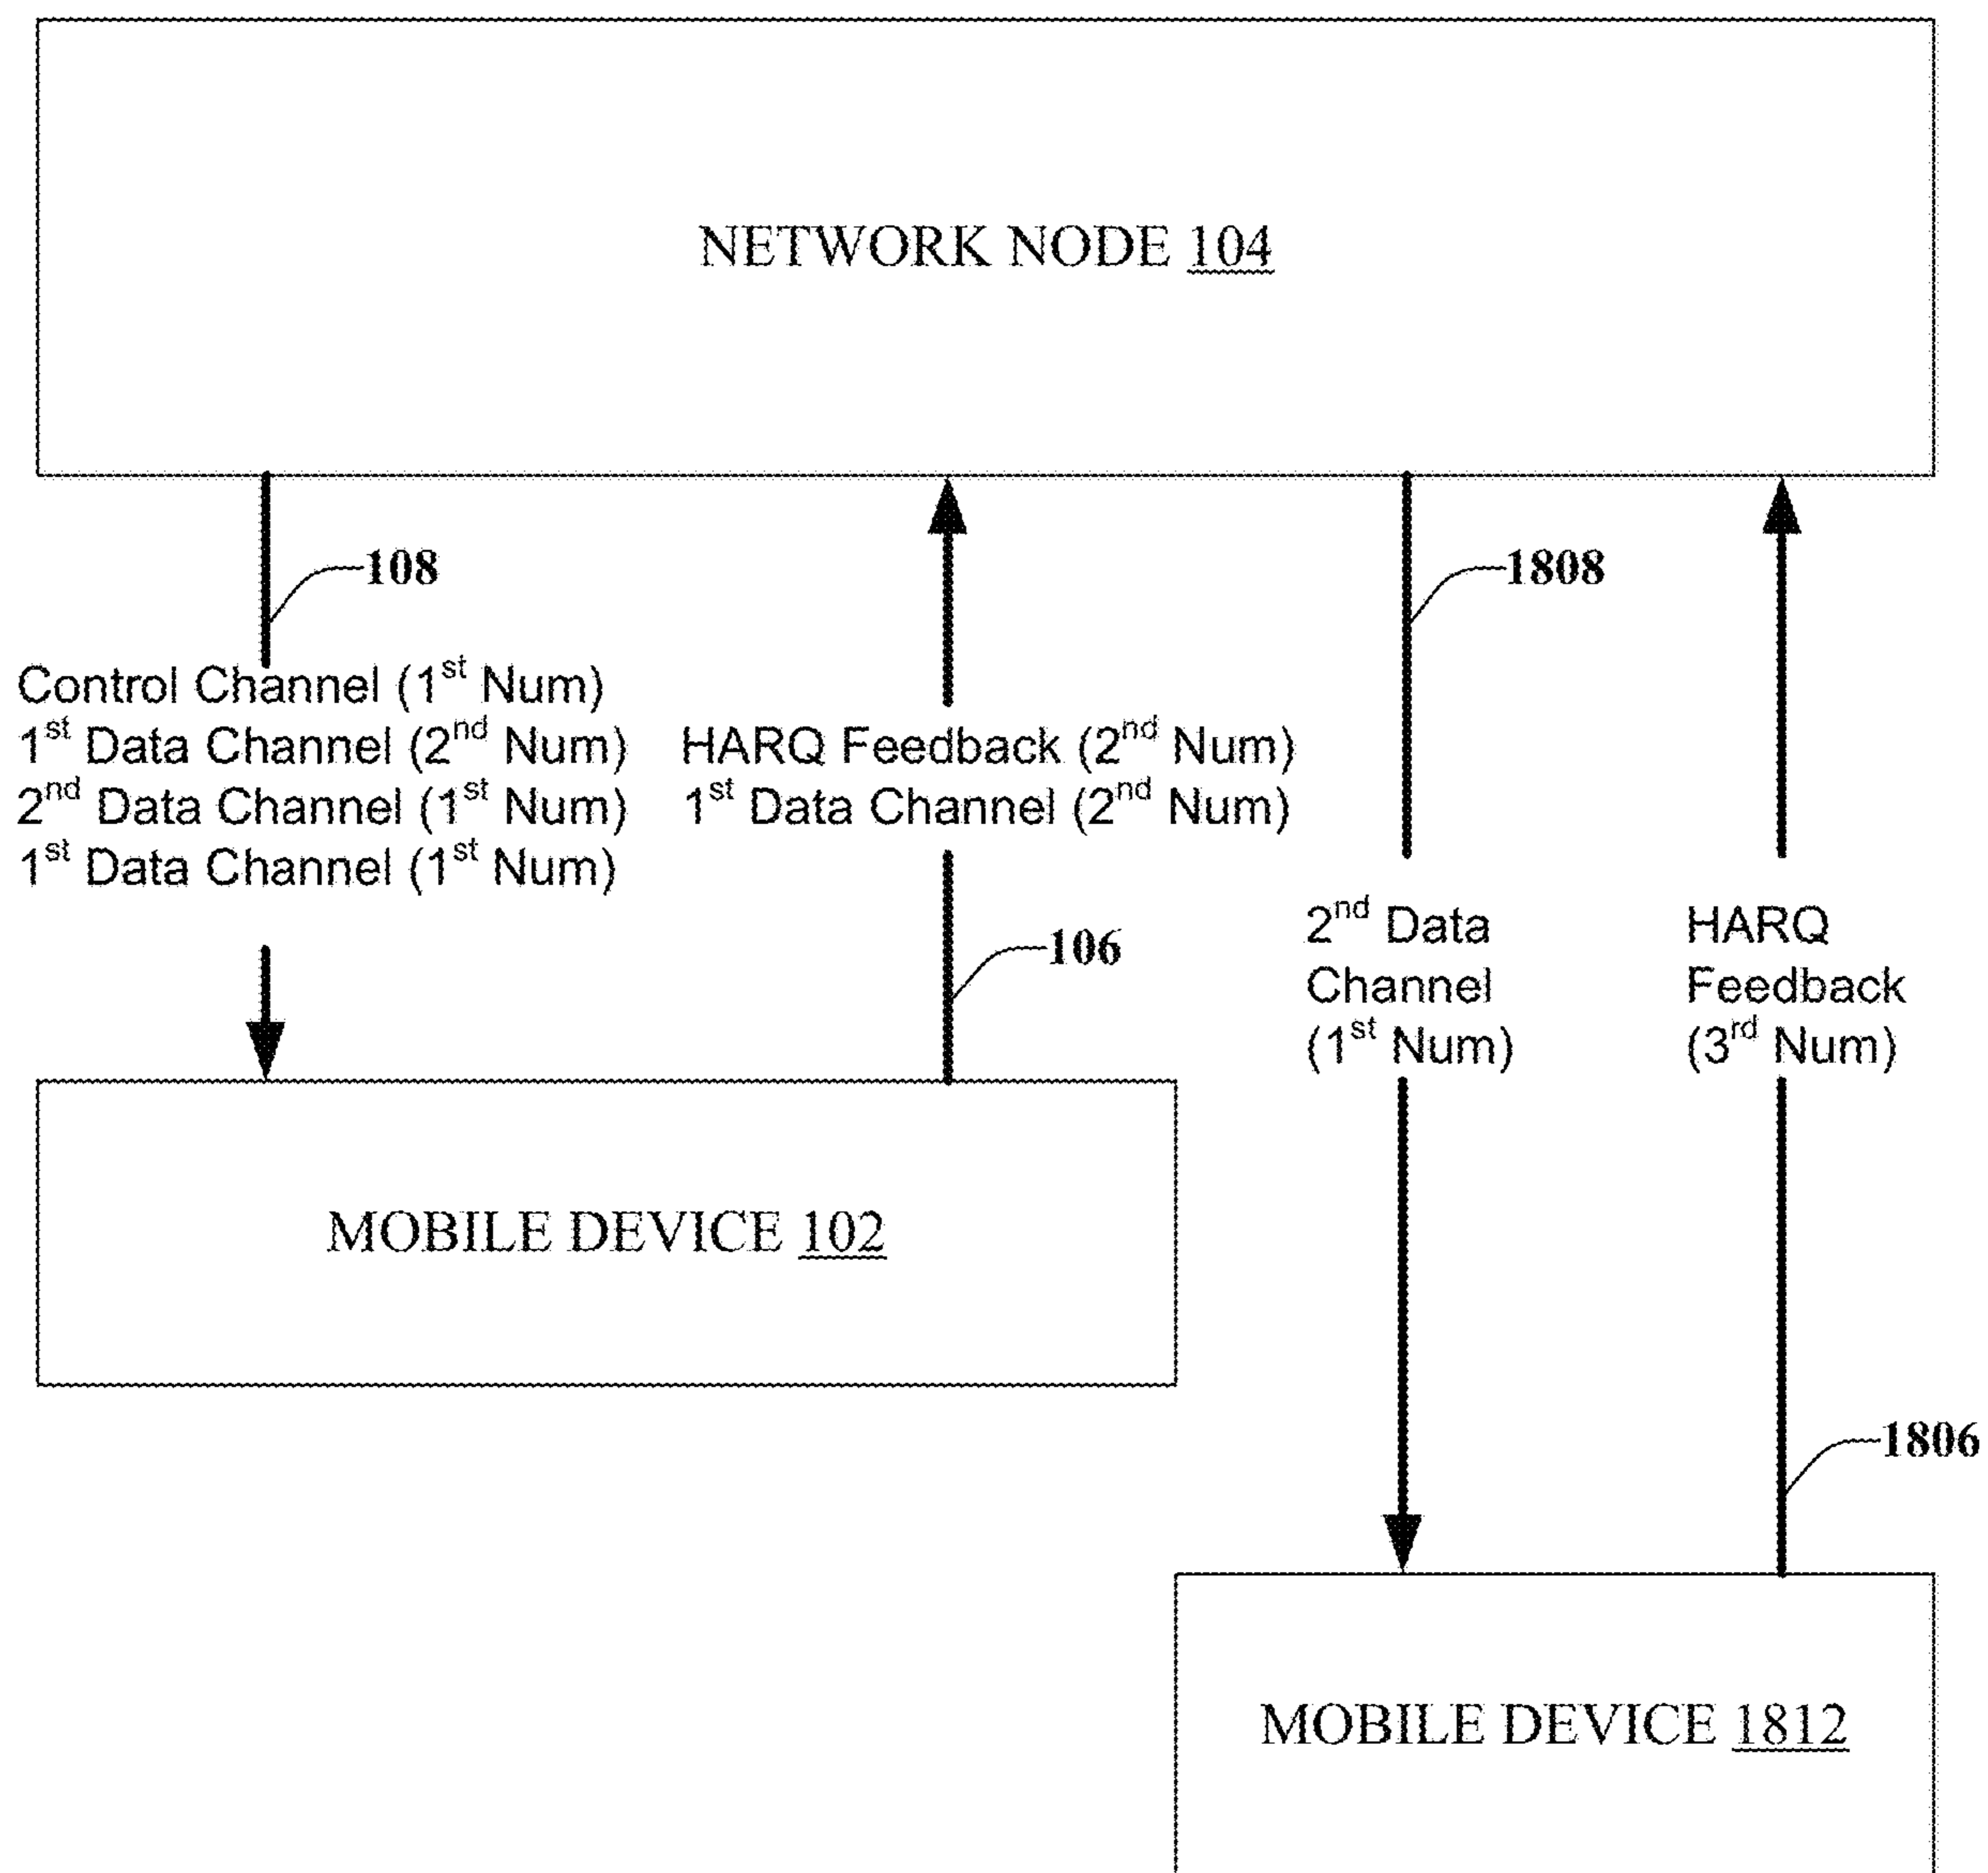 NETWORK NODE 104
108
1808
Control Channel (1st Num)
1st Data Channel (2nd Num)
2nd Data Channel (1st Num)
1st Data Channel (1st Num)
HARQ Feedback (2nd Num)
1st Data Channel (2nd Num)
106
2nd Data
Channel
(1st Num)
HARQ
Feedback
(3rd Num)
MOBILE DEVICE 102
1806
MOBILE DEVICE 1812